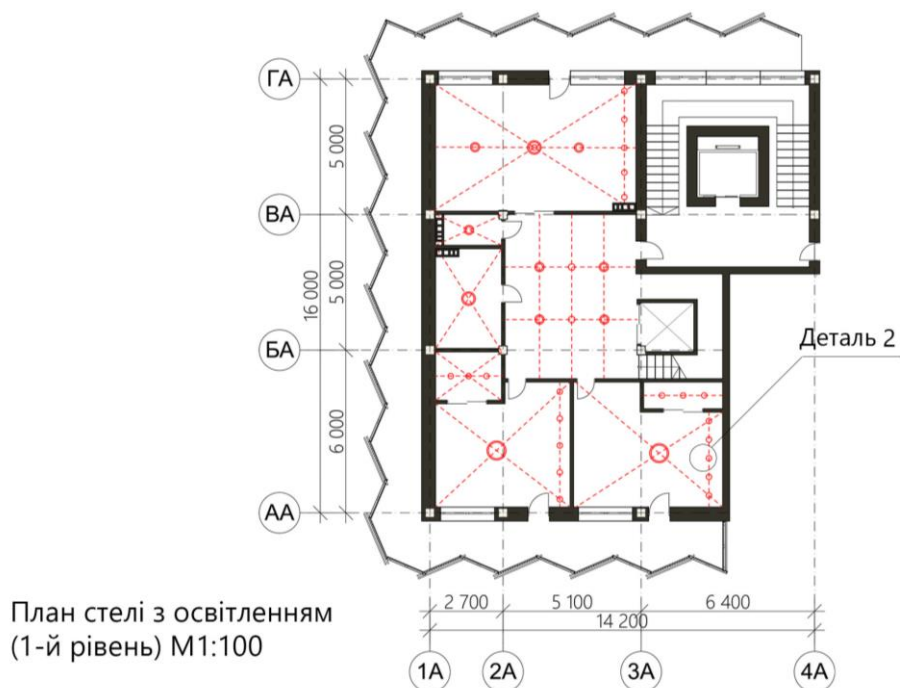 ГА
5 000
ВА
16 000
5 000
БА
Деталь 2
6 000
АА
2 700
5 100
6 400
14 200
План стелі з освітленням
(1-й рівень) М1:100
1А
2А
3А
4А